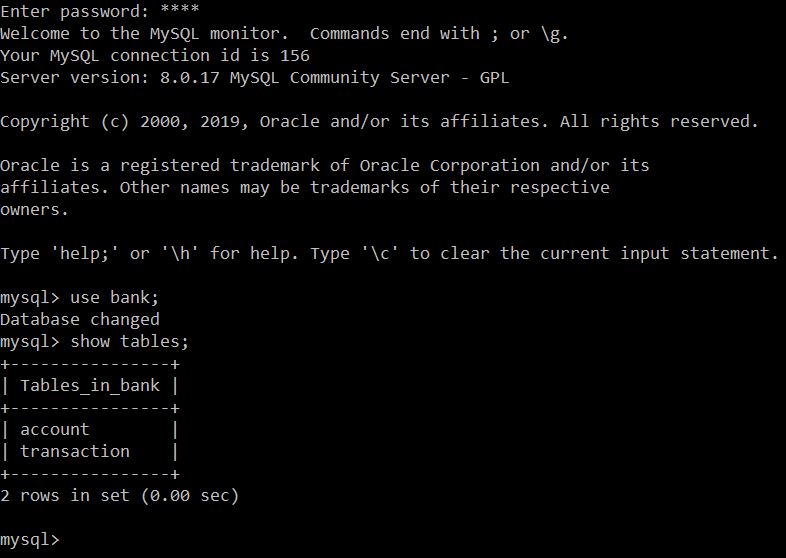 Enter password: ****
Welcome to the MySQL monitor.  Commands end with ; or \g.
Your MySQL connection id is 156
Server version: 8.0.17 MySQL Community Server - GPL
Copyright (c) 2000, 2019, Oracle and/or its affiliates. All rights reserved.
Oracle is a registered trademark of Oracle Corporation and/or its
affiliates. Other names may be trademarks of their respective
owners.
Type 'help;' or '\h' for help. Type '\c' to clear the current input statement.
mysql> use bank;
Database changed
mysql> show tables;
+----------------+
| Tables_in_bank |
+----------------+
| account        |
| transaction    |
+----------------+
2 rows in set (0.00 sec)
mysql>